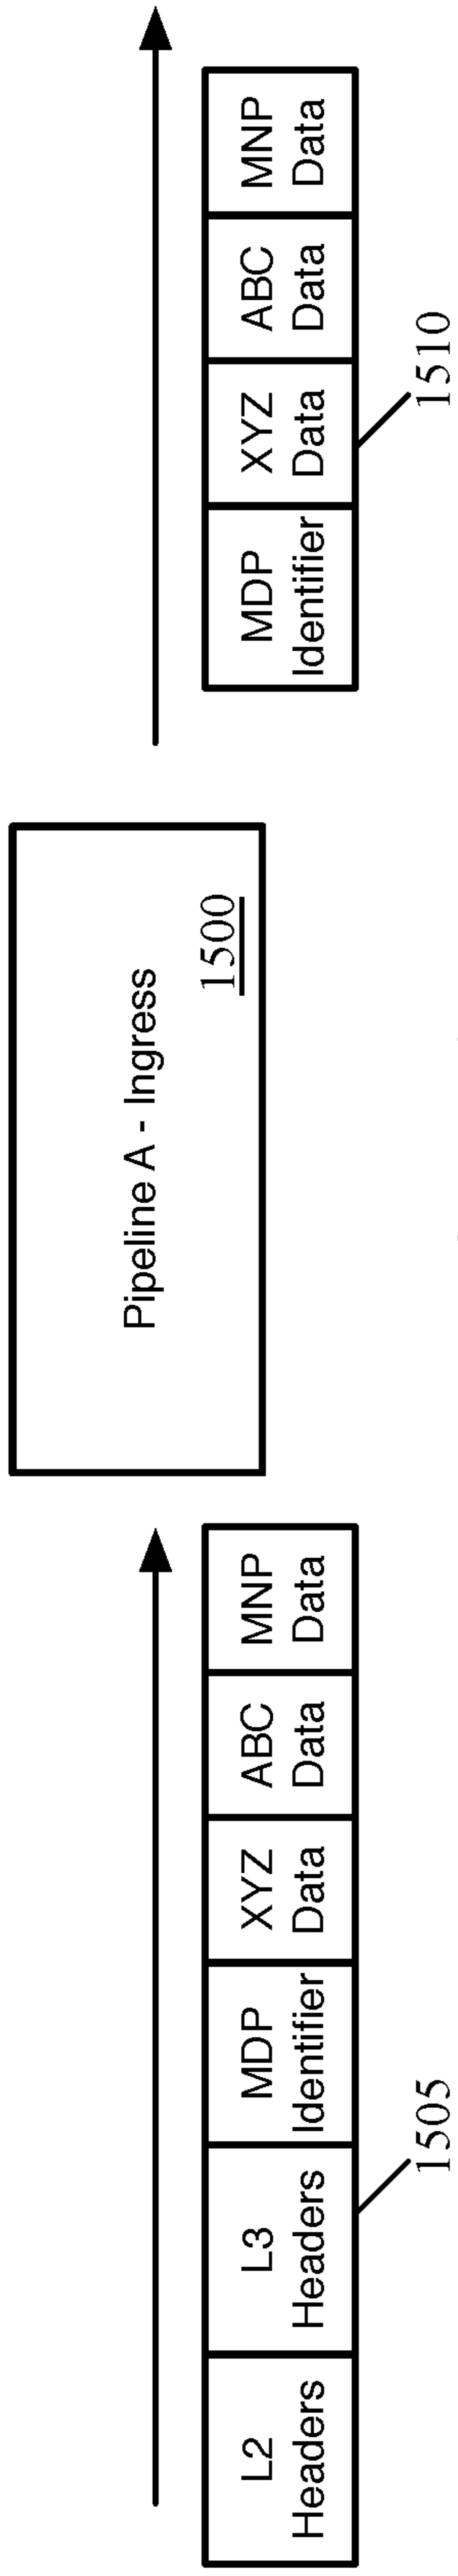 L2
Headers
L3
Headers
MDP
Identifier
XYZ
Data
ABC
Data
MNP
Data
1505
Pipeline A - Ingress
1500
MDP
Identifier
XYZ
Data
ABC
Data
MNP
Data
1510